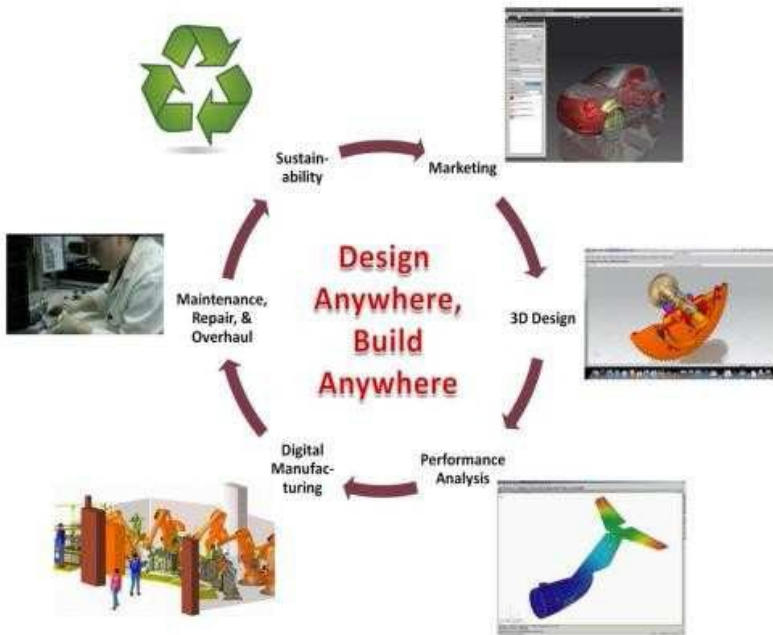 Sustain-
ability
Marketing
3D Design
Performance
Analysis
Digital
Manufac-
turing
Maintenance,
Repair, &
Overhaul
Design
Anywhere,
Build
Anywhere